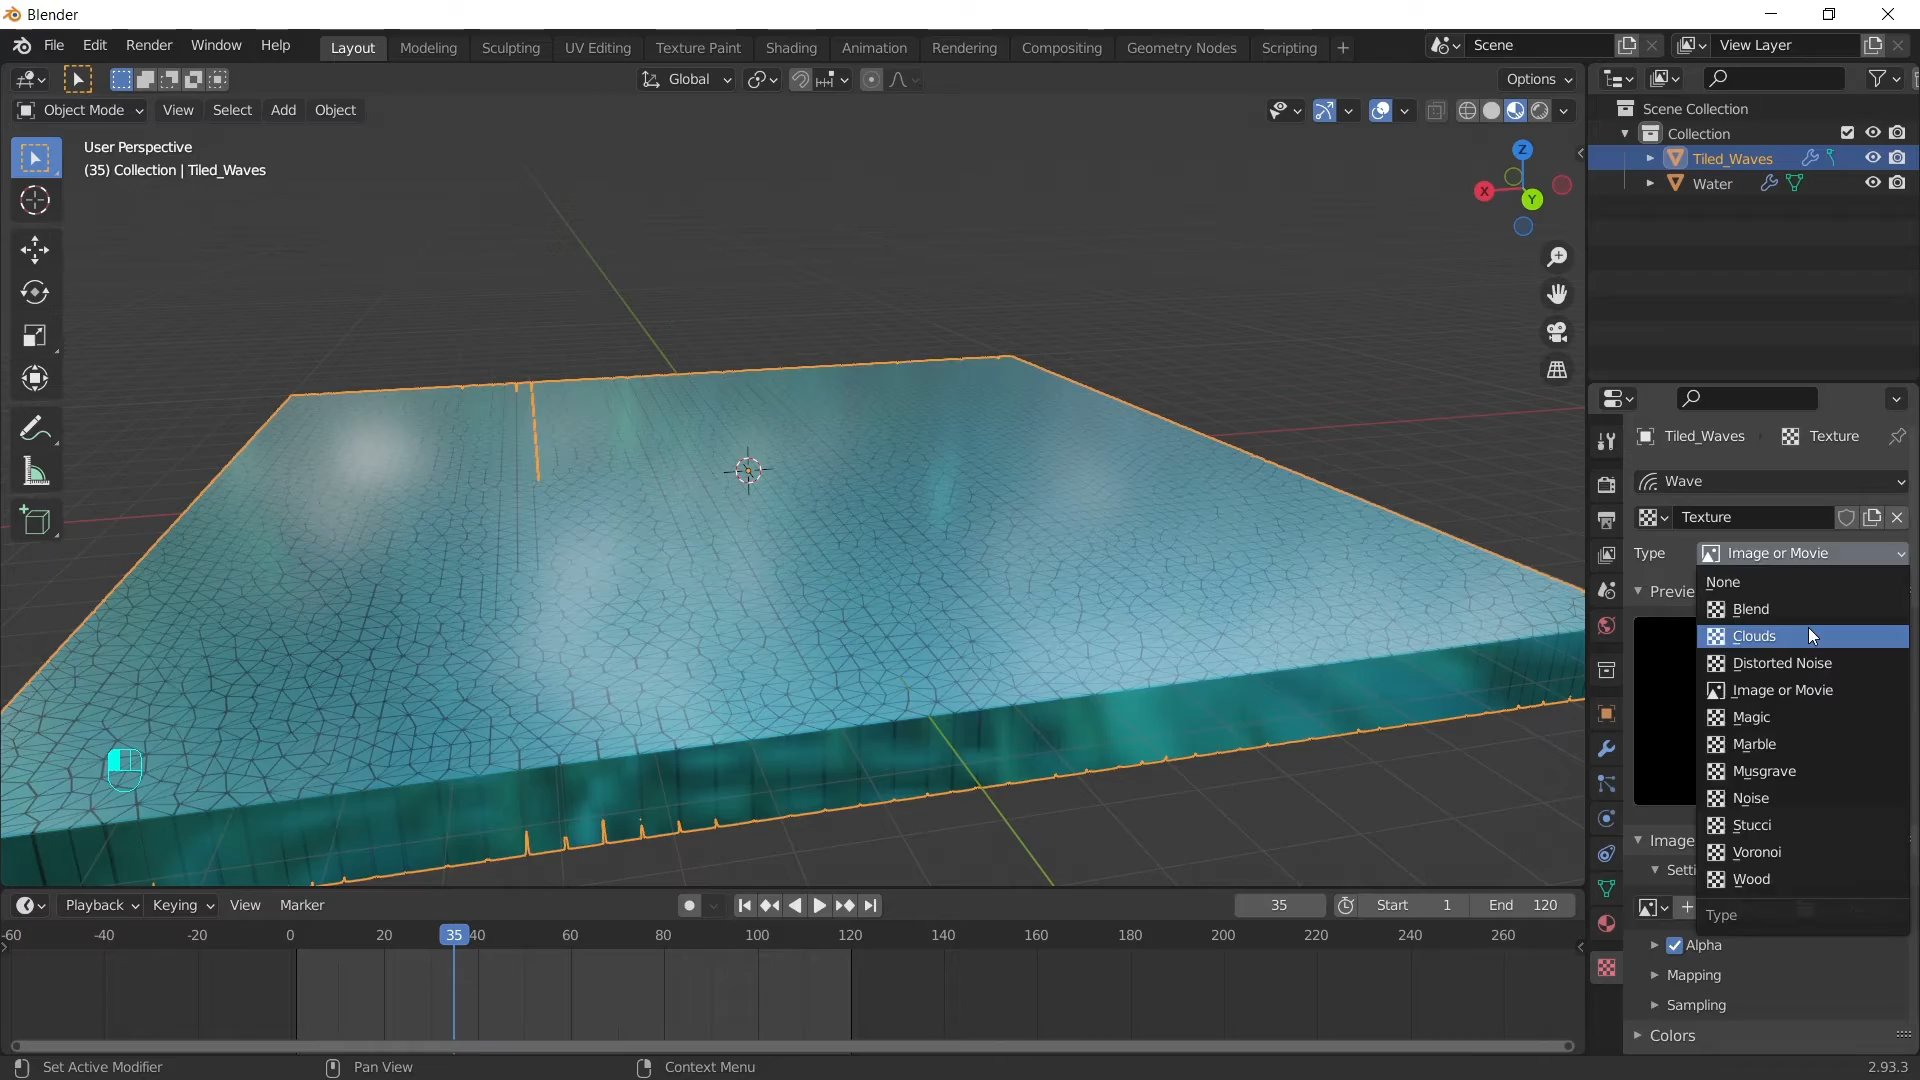 Blender
File Edit Render Window Help Layout Modeling Sculpting UV Editing Texture Paint Shading Animation Rendering Compositing Geometry Nodes Scripting + Scene View Layer
Global Options
Object Mode View Select Add Object
User Perspective
(35) Collection | Tiled_Waves
Z
X
Y
Scene Collection
Collection
Tiled_Waves
Water
Tiled_Waves Texture
Wave
Texture
Type Image or Movie
None
Previe
Blend
Clouds
Distorted Noise
Image or Movie
Magic
Marble
Musgrave
Noise
Stucci
Image
Voronoi
Setti
Wood
Type
Alpha
Mapping
Sampling
Colors
Playback Keying View Marker 35 Start 1 End 120
-60 -40 -20 0 20 35 40 60 80 100 120 140 160 180 200 220 240 260
Set Active Modifier Pan View Context Menu 2.93.3